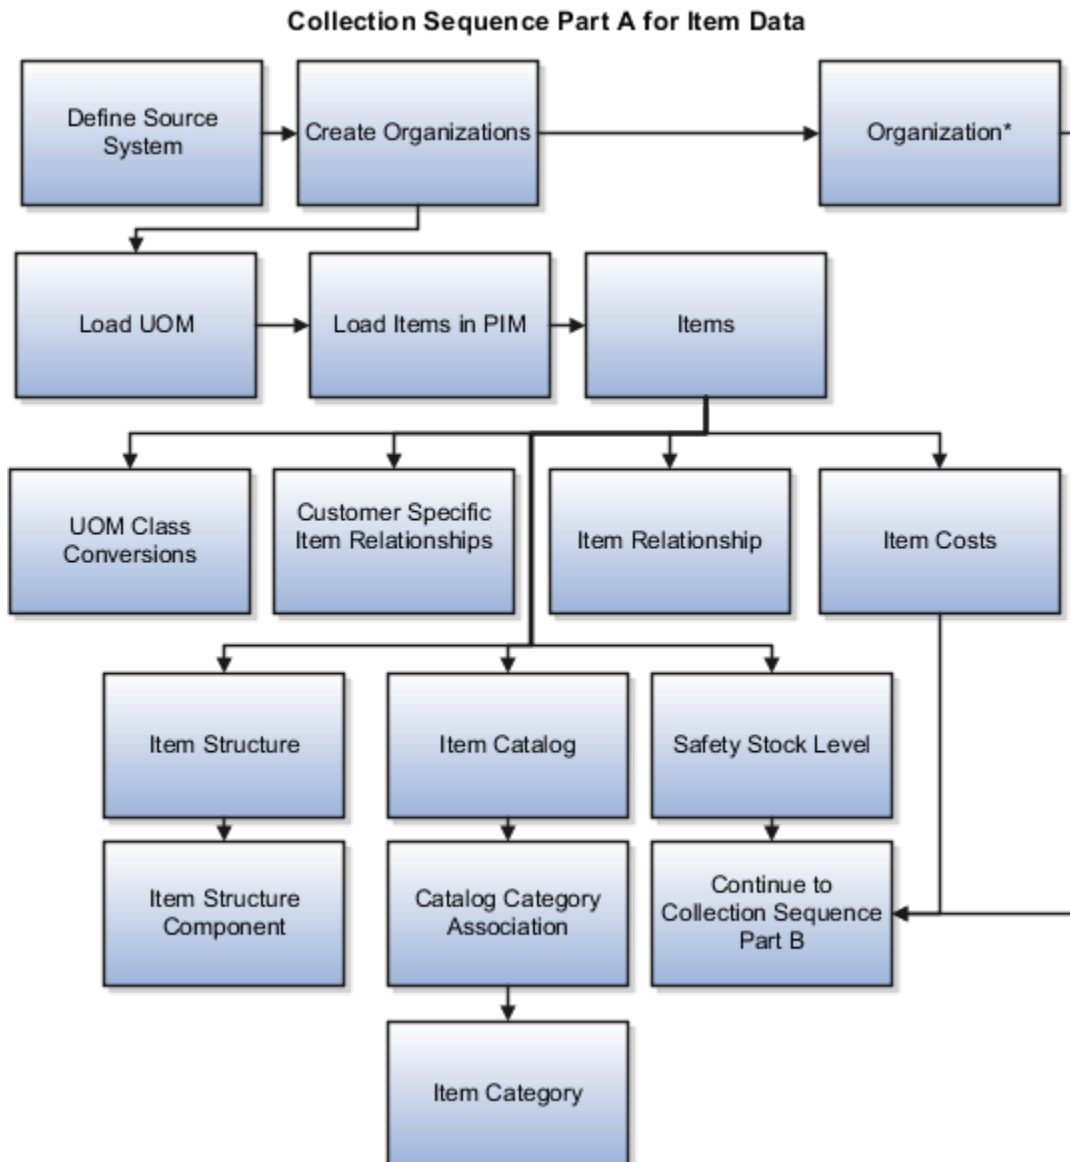 Collection Sequence Part A for Item Data
Define Source
System
Create Organizations
Organization*
Load UOM
Load Items in PIM
Items
UOM Class
Conversions
Customer Specific
Item Relationships
Item Relationship
Item Costs
Item Structure
Item Catalog
Safety Stock Level
Item Structure
Component
Catalog Category
Association
Continue to
Collection Sequence
Part B
Item Category